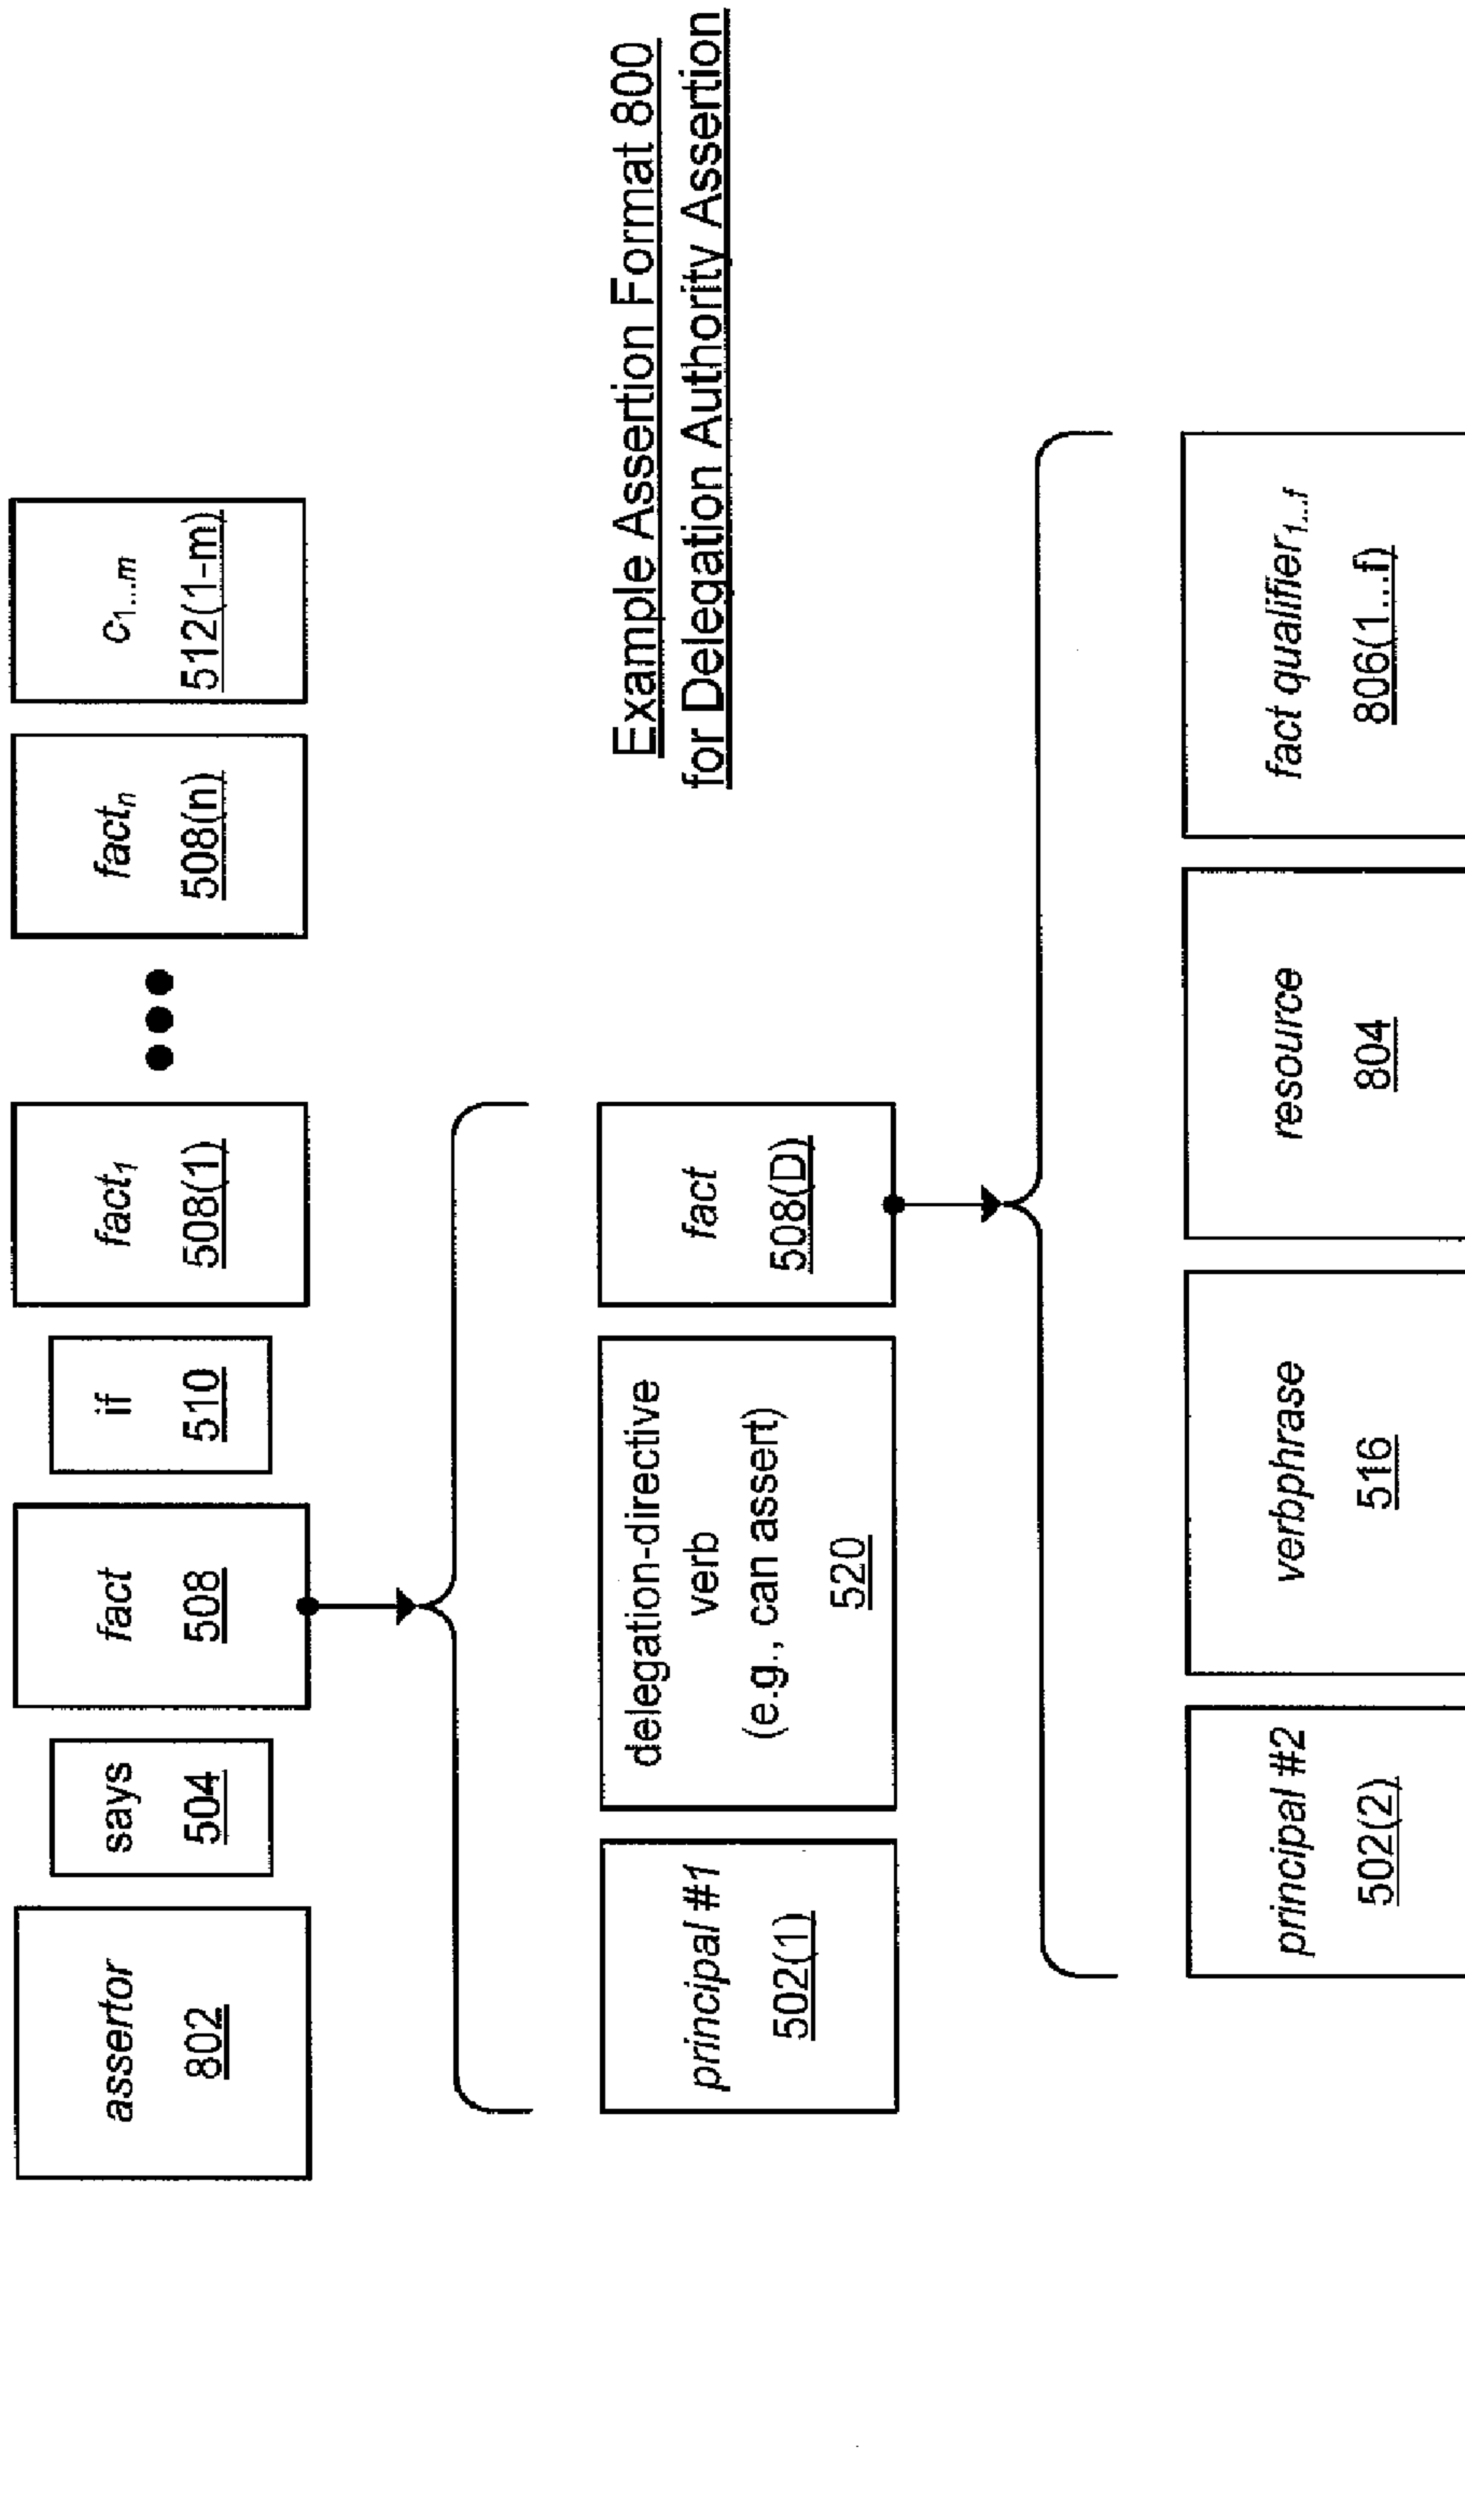 assertor
802
says
504
fact
508
if
510
fact1
508(1)
factn
508(n)
c1...m
512(1-m)
principal #1
502(1)
delegation-directive
verb
(e.g., can assert)
520
fact
508(D)
Example Assertion Format 800
for Delegation Authority Assertion
principal #2
502(2)
verbphrase
516
resource
804
fact qualifier1...f
806(1...f)